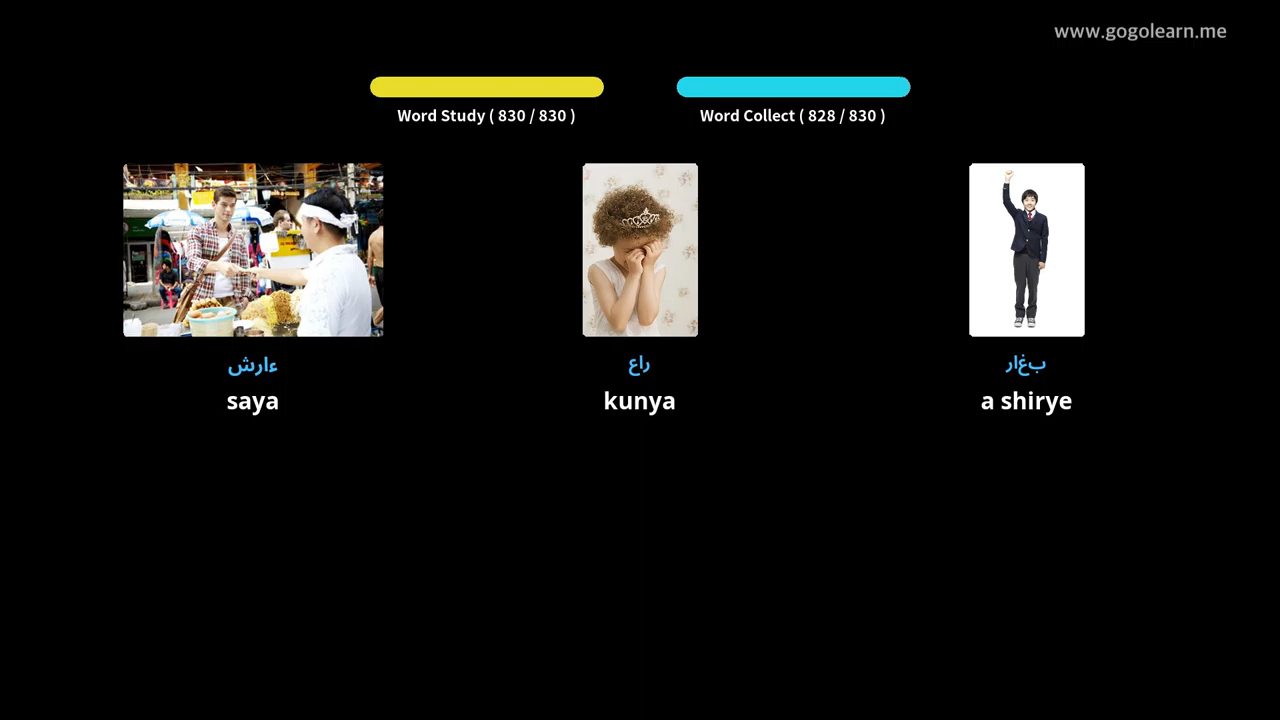 www.gogolearn.me
Word Study ( 830 / 830 )
Word Collect ( 828 / 830 )
ءارش
راع
بغار
saya
kunya
a shirye